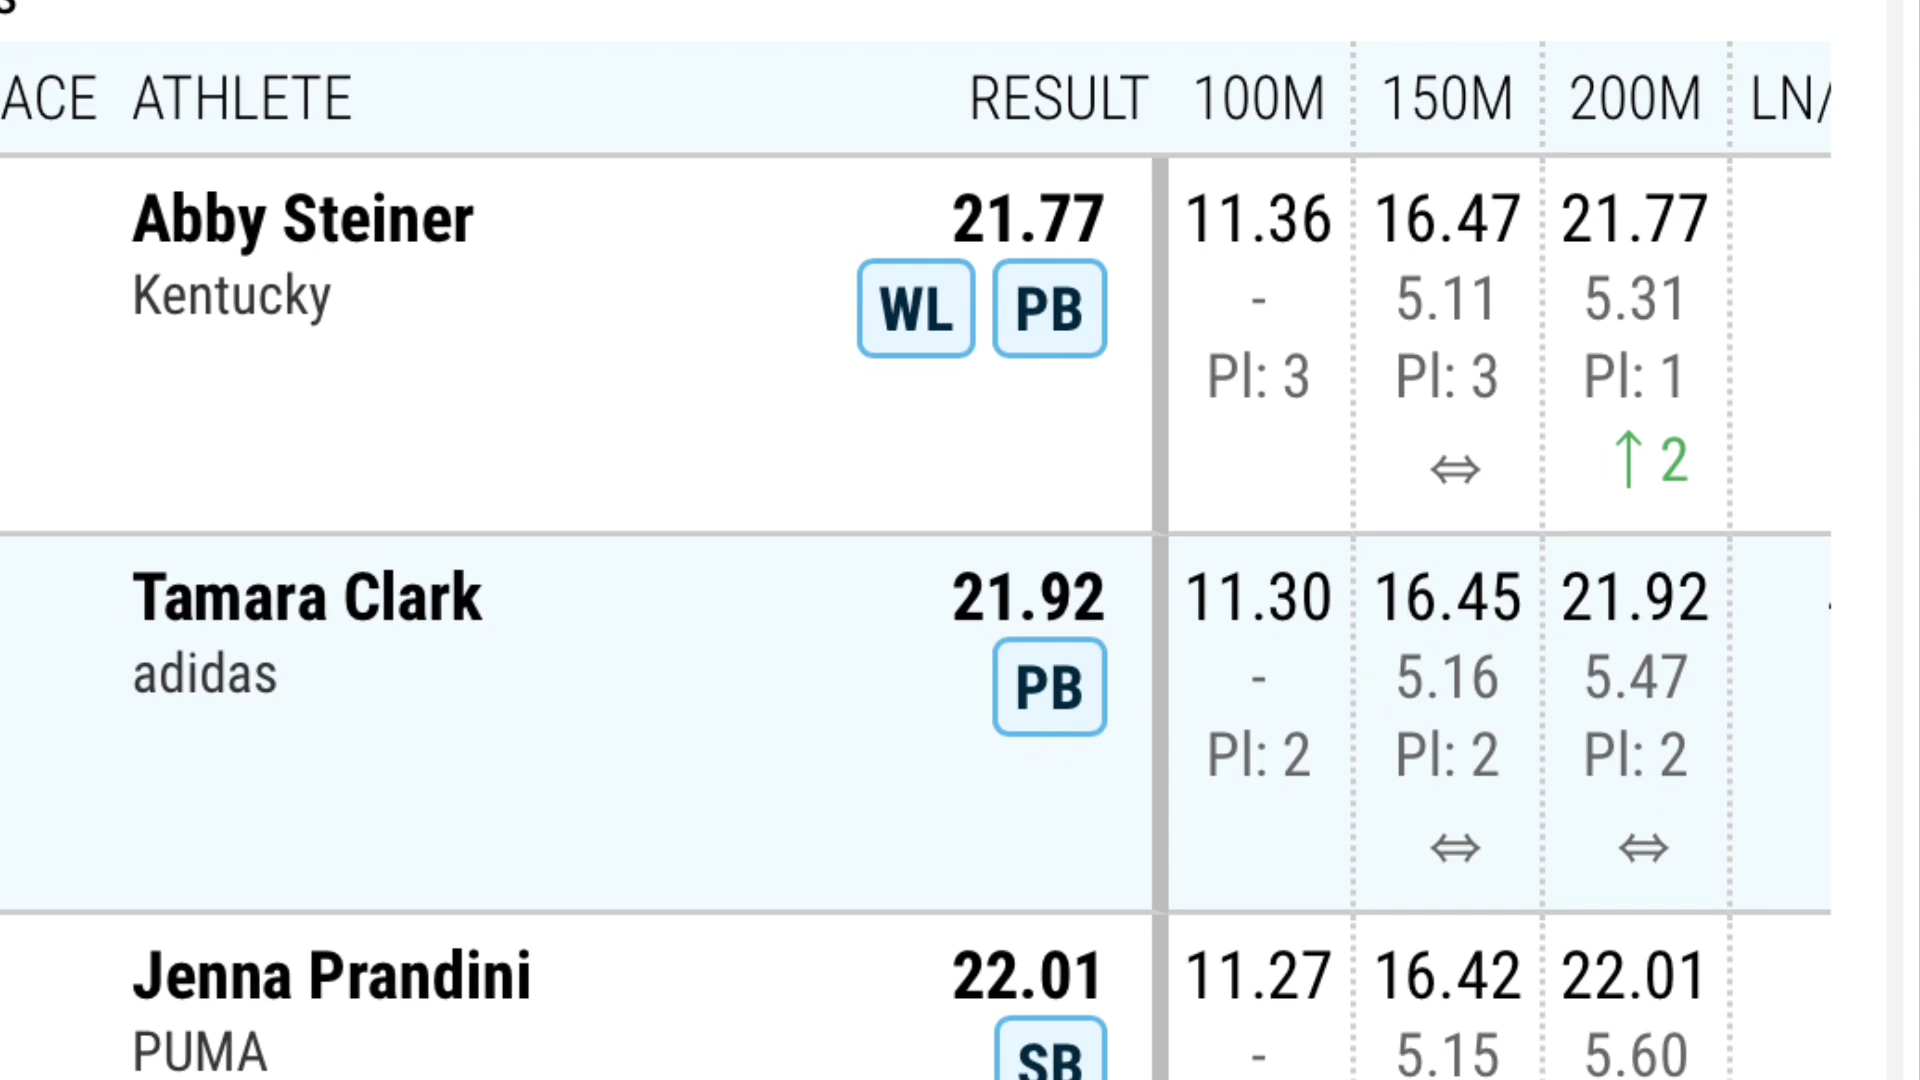 ACE ATHLETE RESULT 100M 150M 200M LN/
Abby Steiner 21.77 11.36 16.47 21.77
Kentucky WL PB - 5.11 5.31
Pl: 3 Pl: 3 Pl: 1
⇔ ↑ 2
Tamara Clark 21.92 11.30 16.45 21.92
adidas PB - 5.16 5.47
Pl: 2 Pl: 2 Pl: 2
⇔ ⇔
Jenna Prandini 22.01 11.27 16.42 22.01
PUMA SB - 5.15 5.60